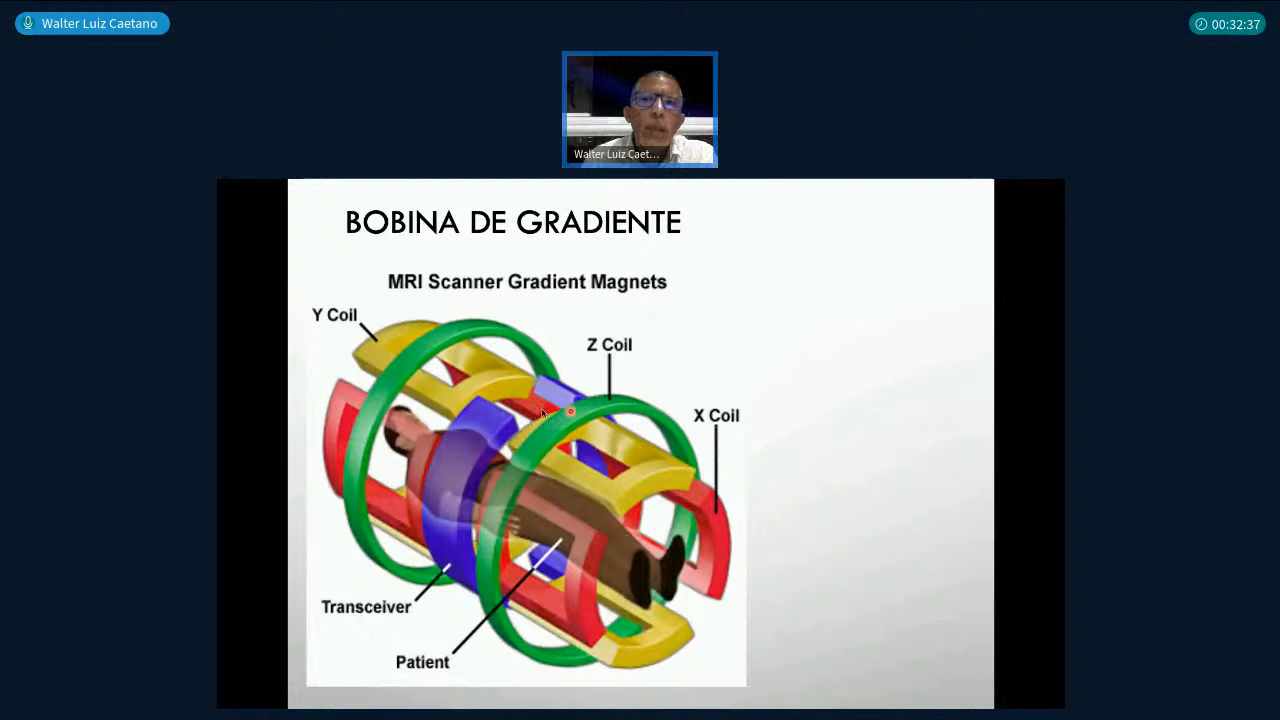 Walter Luiz Caetano
00:32:37
Walter Luiz Caet...
BOBINA DE GRADIENTE
MRI Scanner Gradient Magnets
Y Coil
Z Coil
X Coil
Transceiver
Patient